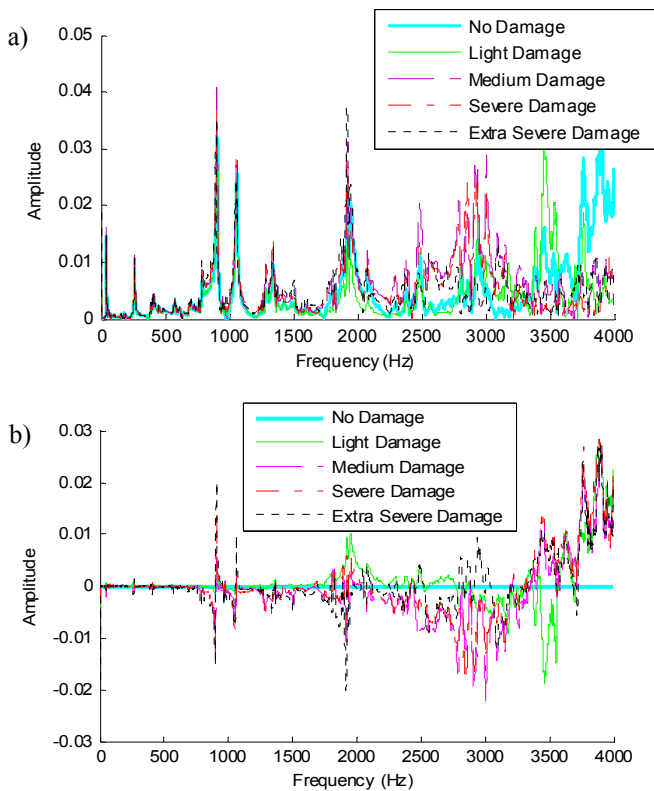 a)
No Damage
Light Damage
Medium Damage
Severe Damage
Extra Severe Damage
0.05
0.04
0.03
0.02
0.01
0
Amplitude
0 500 1000 1500 2000 2500 3000 3500 4000
Frequency (Hz)
b)
No Damage
Light Damage
Medium Damage
Severe Damage
Extra Severe Damage
0.03
0.02
0.01
0
-0.01
-0.02
-0.03
Amplitude
0 500 1000 1500 2000 2500 3000 3500 4000
Frequency (Hz)